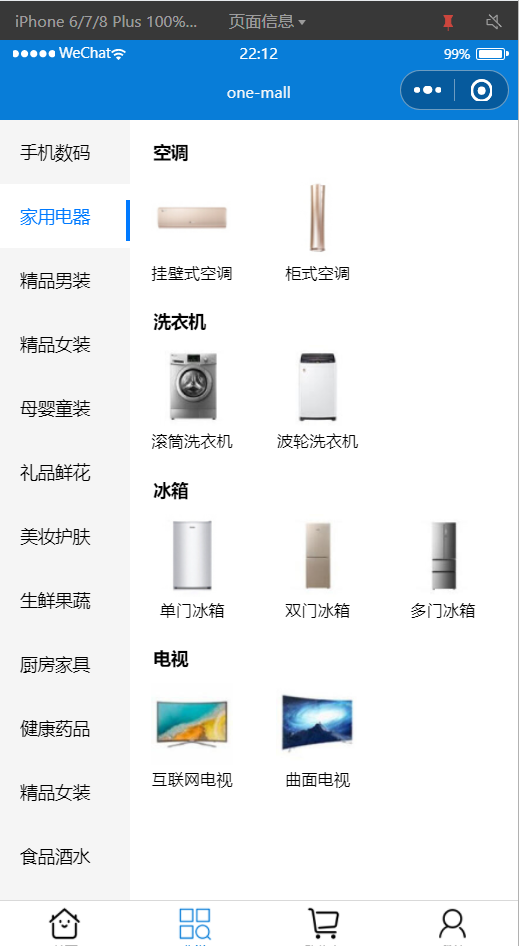 iPhone 6/7/8 Plus 100%... 页面信息
WeChat 22:12 99%
one-mall
手机数码
家用电器
精品男装
精品女装
母婴童装
礼品鲜花
美妆护肤
生鲜果蔬
厨房家具
健康药品
精品女装
食品酒水
空调
挂壁式空调 柜式空调
洗衣机
滚筒洗衣机 波轮洗衣机
冰箱
单门冰箱 双门冰箱 多门冰箱
电视
互联网电视 曲面电视